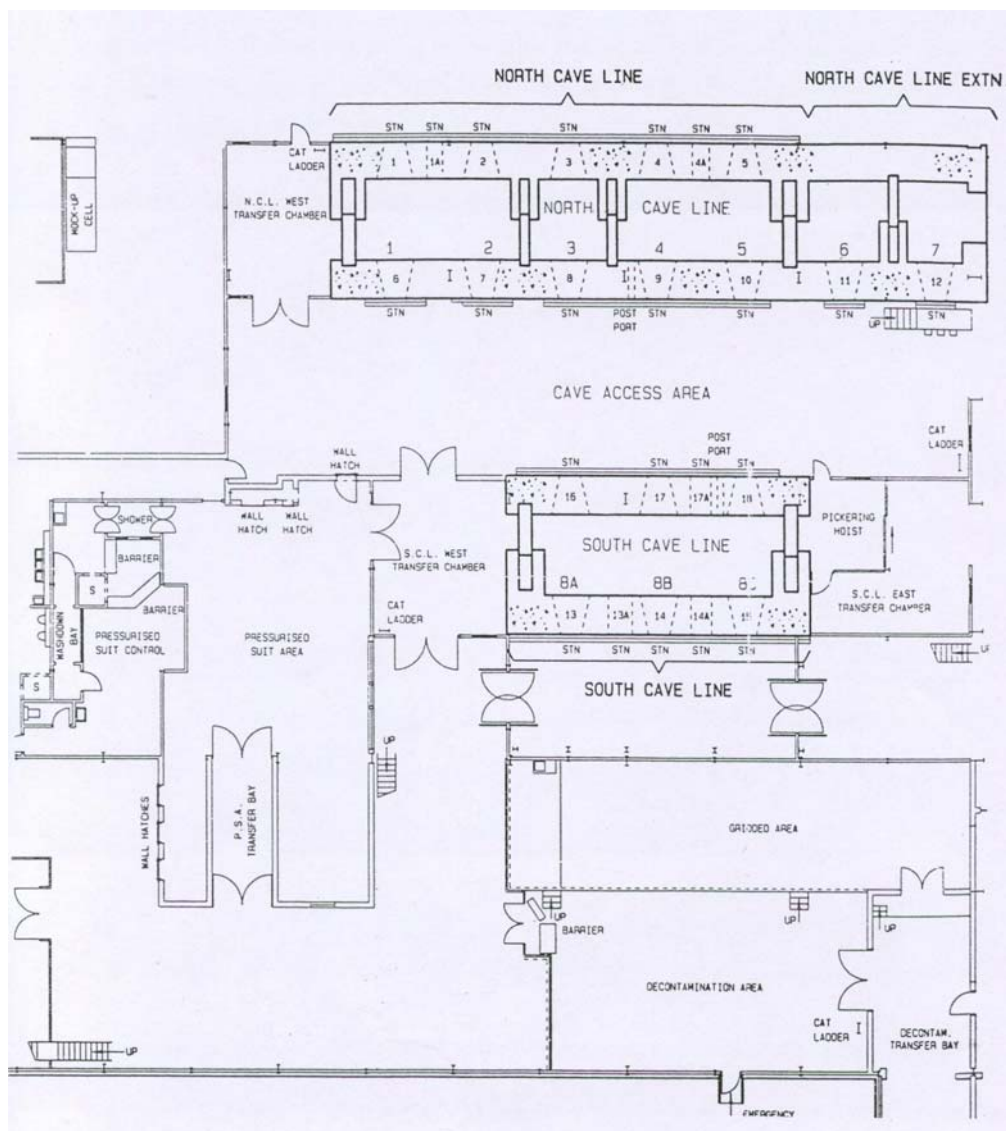 NORTH CAVE LINE
NORTH CAVE LINE EXTN
STN STN STN STN STN STN STN
CAT
LADDER
1 1A 2 3 4 4A 5
MOCK-UP
CELL
N.C.L. WEST
TRANSFER CHAMBER
NORTH CAVE LINE
1 2 3 4 5 6 7
6 7 8 9 10 11 12
STN STN STN POST
PORT STN STN STN
UP
CAVE ACCESS AREA
CAT
LADDER
POST
PORT
WALL
HATCH
STN STN STN STN
16 17 17A
WALL
HATCH
WALL
HATCH
PICKERING
HOIST
SHOWER
BARRIER
S
BARRIER
WASHDOWN
BAY
PRESSURISED
SUIT CONTROL
S
PRESSURISED
SUIT AREA
S.C.L. WEST
TRANSFER CHAMBER
CAT
LADDER
SOUTH CAVE LINE
8A 8B
13 13A 14 14A
STN STN STN STN STN
S.C.L. EAST
TRANSFER CHAMBER
SOUTH CAVE LINE
UP
WALL HATCHES
P.S.A.
TRANSFER BAY
GRIDDED AREA
UP
BARRIER
UP
UP
DECONTAMINATION AREA
CAT
LADDER
DECONTAM.
TRANSFER BAY
UP
EMERGENCY